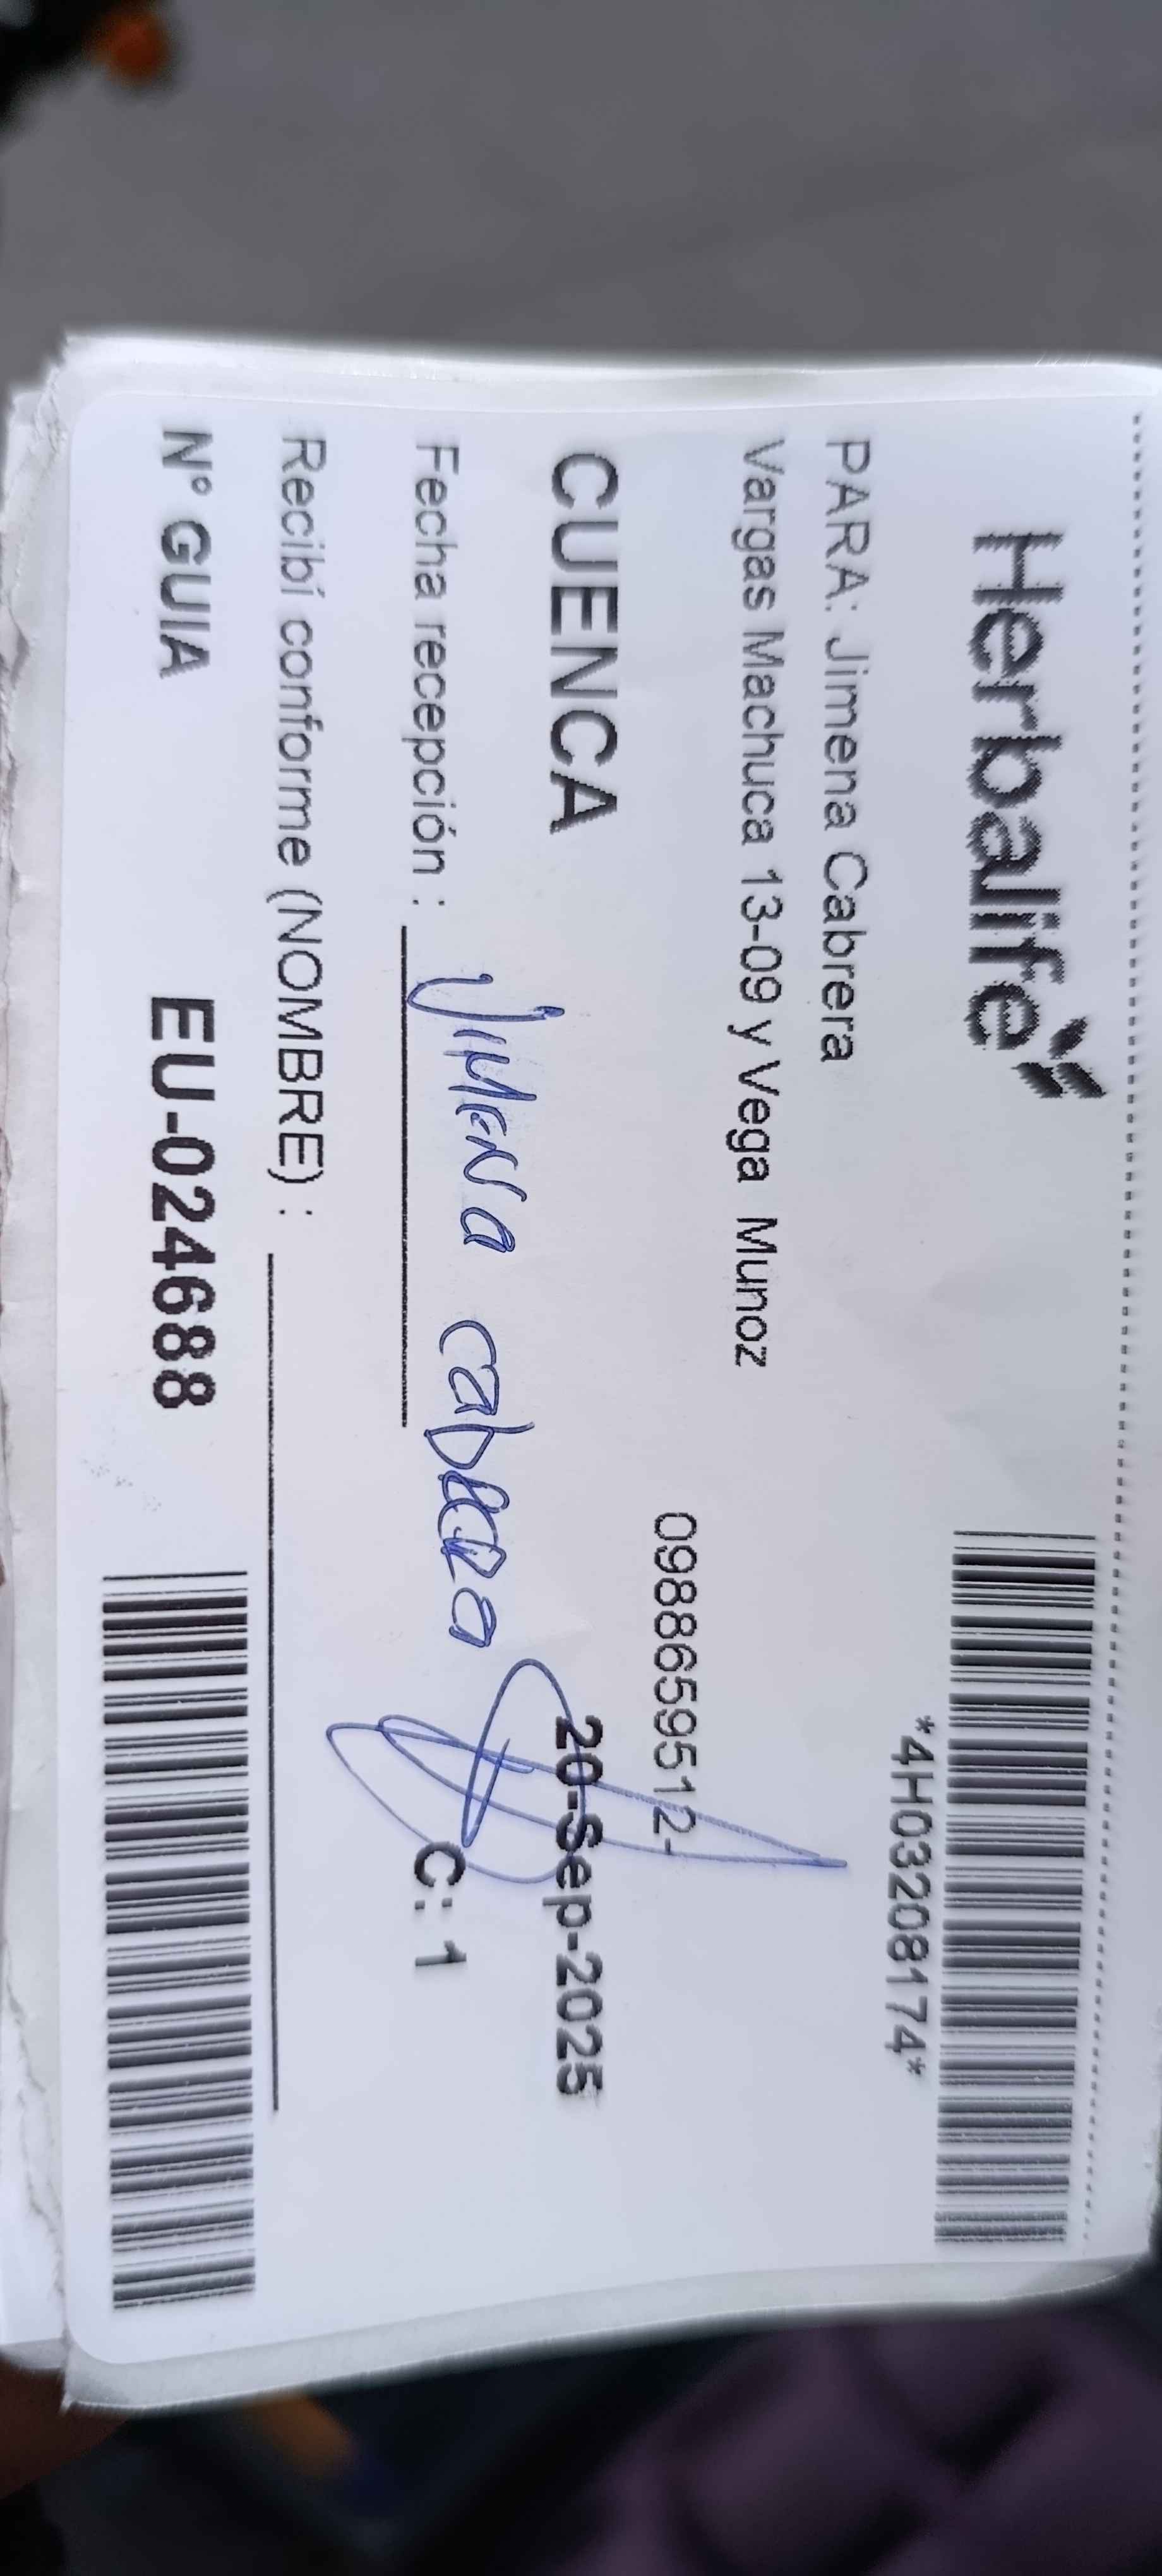 Herbalife
*4H03208174*
PARA: Jimena Cabrera
Vargas Machuca 13-09 y Vega Munoz
0988659512-
CUENCA 20-Sep-2025
Fecha recepción : Jimena Cabrera
C: 1
Recibí conforme (NOMBRE) :
N° GUIA EU-024688